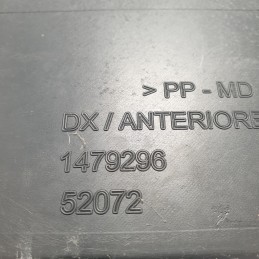 > PP - MD
DX / ANTERIORE
1479296
52072